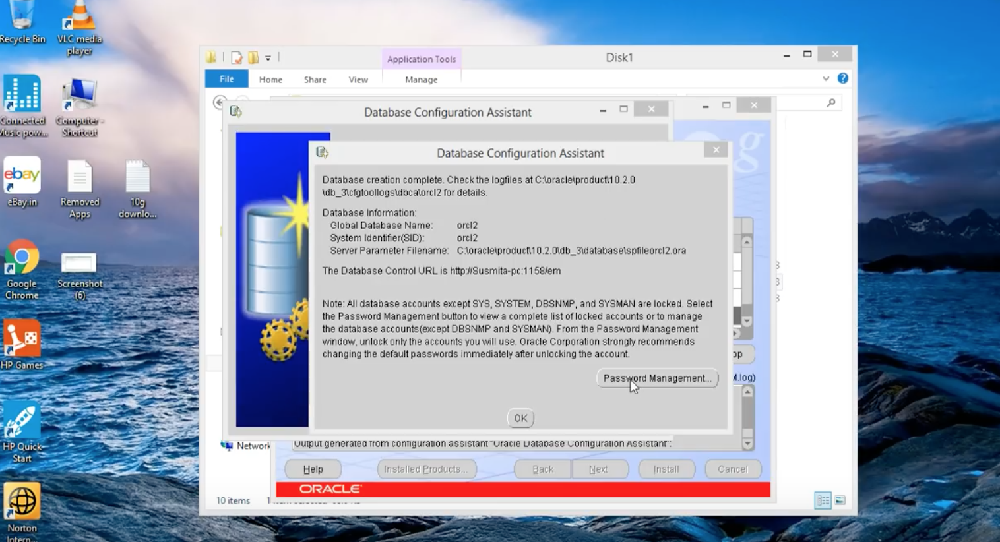 Recycle Bin
VLC media
player
Connected
Music pow...
Computer -
Shortcut
ebay
eBay.in
Removed
Apps
10g
downlo...
Google
Chrome
Screenshot
(6)
HP Games
HP Quick
Start
Norton
Intern...
Application Tools
Disk1
File
Home
Share
View
Manage
Database Configuration Assistant
g
Database Configuration Assistant
Database creation complete. Check the logfiles at C:\oracle\product\10.2.0
\db_3\cfgtoollogs\dbca\orcl2 for details.
Database Information:
Global Database Name: orcl2
System Identifier(SID): orcl2
Server Parameter Filename: C:\oracle\product\10.2.0\db_3\database\spfileorcl2.ora
The Database Control URL is http://Susmita-pc:1158/em
Note: All database accounts except SYS, SYSTEM, DBSNMP, and SYSMAN are locked. Select
the Password Management button to view a complete list of locked accounts or to manage
the database accounts(except DBSNMP and SYSMAN). From the Password Management
window, unlock only the accounts you will use. Oracle Corporation strongly recommends
changing the default passwords immediately after unlocking the account.
Password Management...
OK
op
M.log)
Network
Output generated from configuration assistant "Oracle Database Configuration Assistant":
Help
Installed Products...
Back
Next
Install
Cancel
ORACLE
10 items